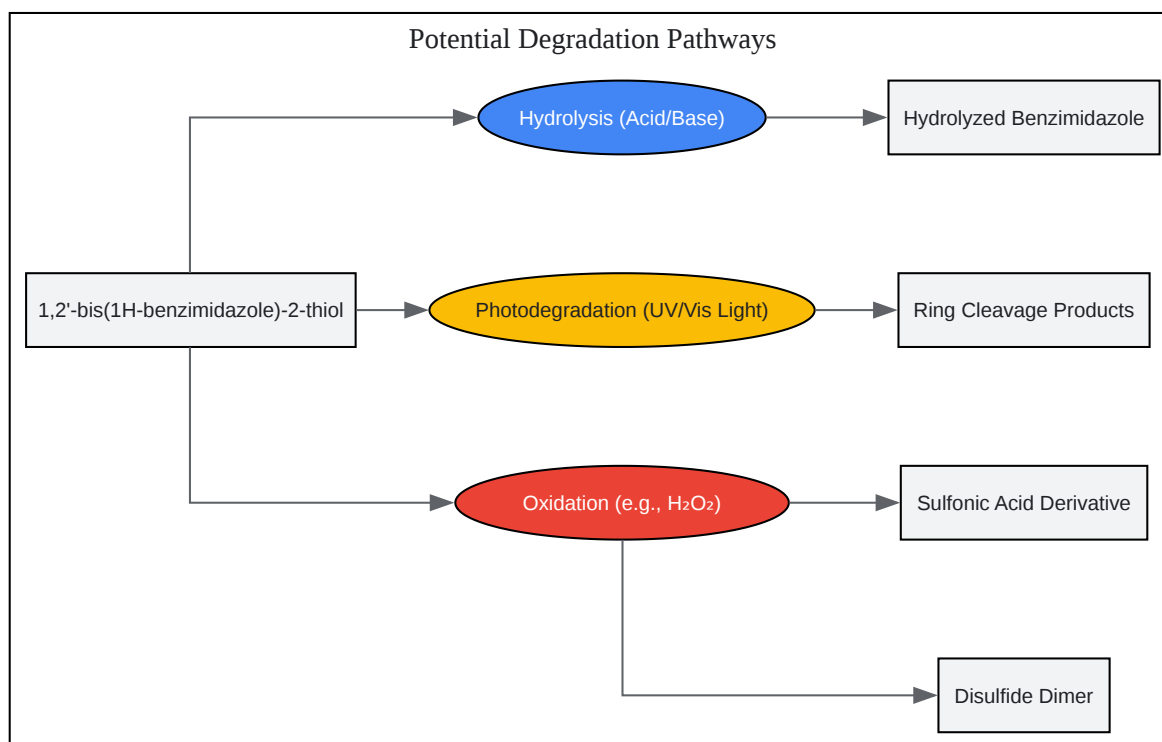 Potential Degradation Pathways
Hydrolysis (Acid/Base)
Hydrolyzed Benzimidazole
1,2'-bis(1H-benzimidazole)-2-thiol
Photodegradation (UV/Vis Light)
Ring Cleavage Products
Oxidation (e.g., H₂O₂)
Sulfonic Acid Derivative
Disulfide Dimer